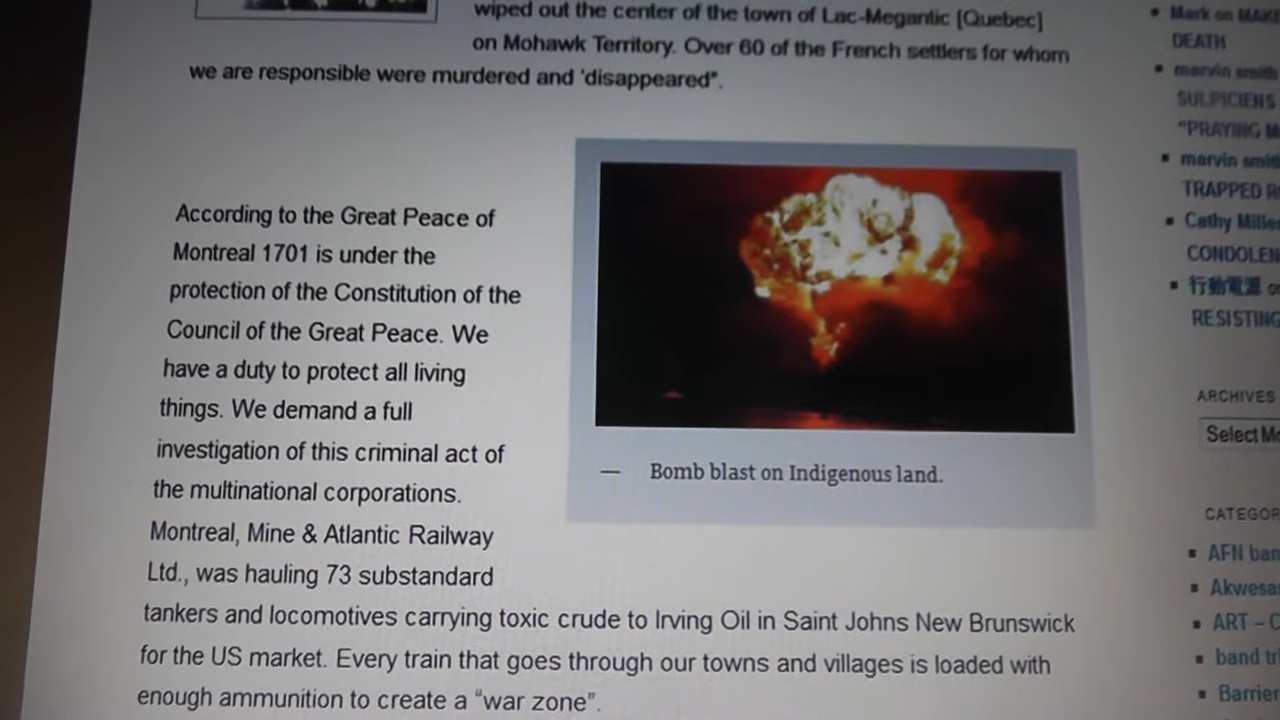 wiped out the center of the town of Lac-Megantic [Quebec]
on Mohawk Territory. Over 60 of the French settlers for whom
we are responsible were murdered and 'disappeared".
According to the Great Peace of
Montreal 1701 is under the
protection of the Constitution of the
Council of the Great Peace. We
have a duty to protect all living
things. We demand a full
investigation of this criminal act of
the multinational corporations.
Montreal, Mine & Atlantic Railway
Ltd., was hauling 73 substandard
tankers and locomotives carrying toxic crude to Irving Oil in Saint Johns New Brunswick
for the US market. Every train that goes through our towns and villages is loaded with
enough ammunition to create a “war zone”.
— Bomb blast on Indigenous land.
Mark on
DEATH
marvin smith
SULPICIENS
"PRAYING
marvin smith
TRAPPED
Cathy
行動電源
RESISTING
ARCHIVES
Select
AFN
ART –
band